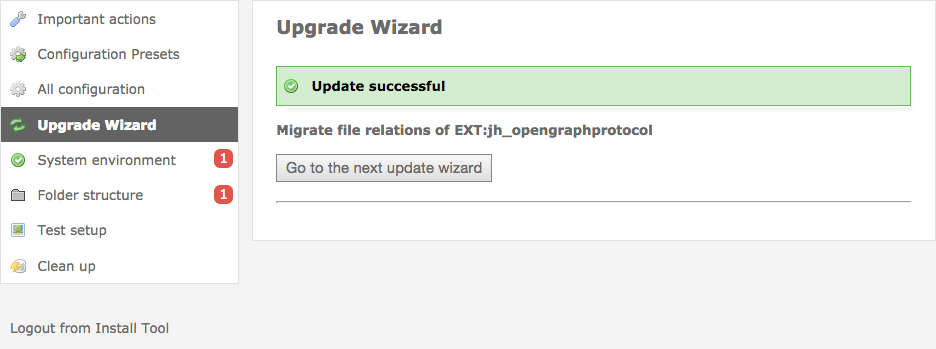 Important actions
Configuration Presets
All configuration
Upgrade Wizard
System environment 1
Folder structure 1
Test setup
Clean up
Logout from Install Tool
Upgrade Wizard
Update successful
Migrate file relations of EXT:jh_opengraphprotocol
Go to the next update wizard